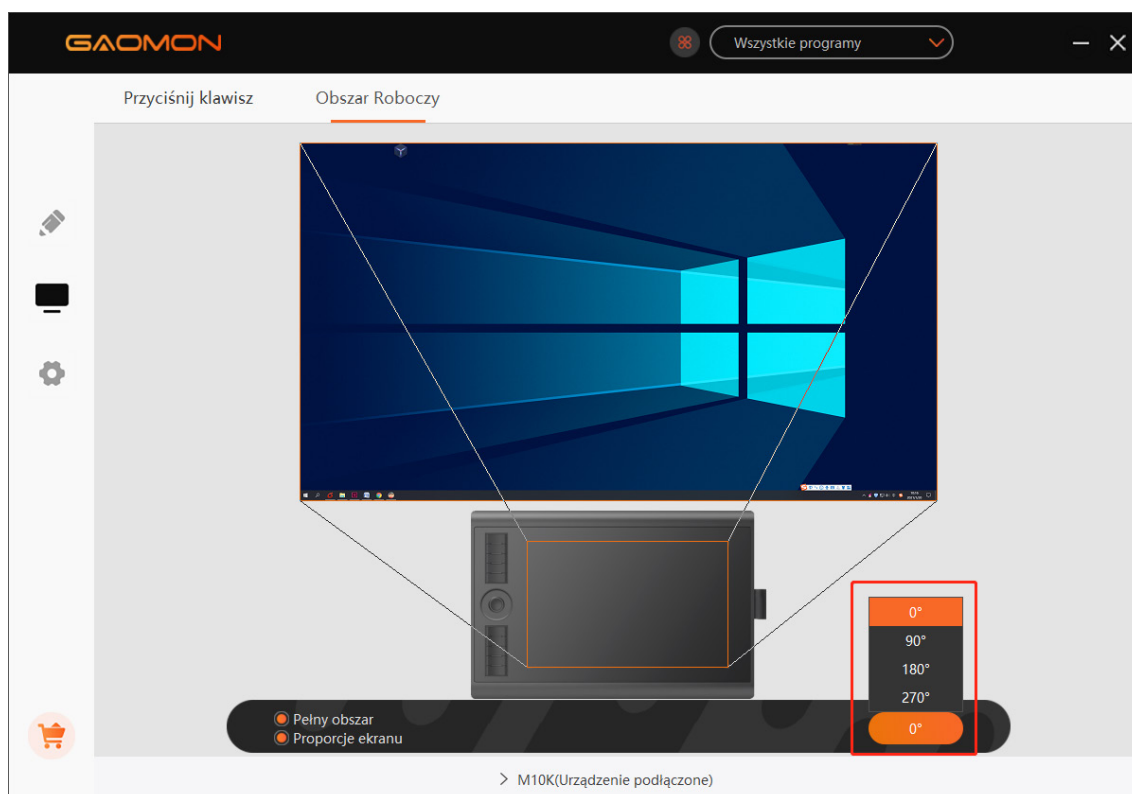 GAOMON
Wszystkie programy
Przyciśnij klawisz
Obszar Roboczy
0°
90°
180°
270°
Pełny obszar
Proporcje ekranu
0°
M10K(Urządzenie podłączone)